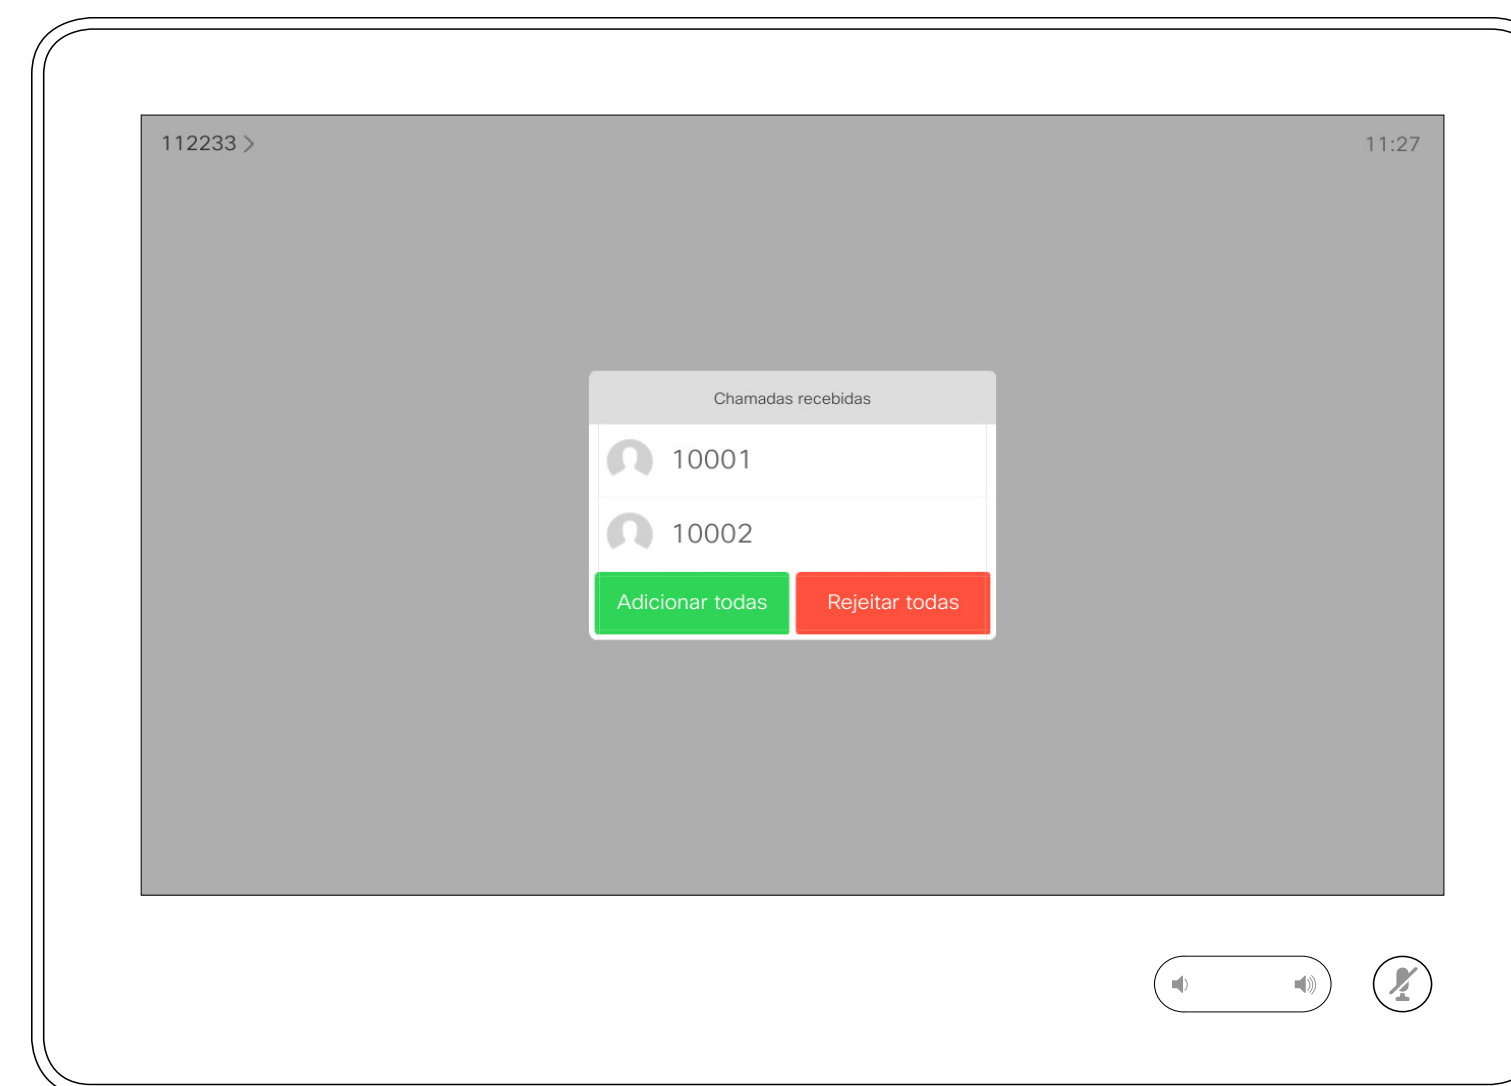 112233 >
11:27
Chamadas recebidas
10001
10002
Adicionar todas
Rejeitar todas